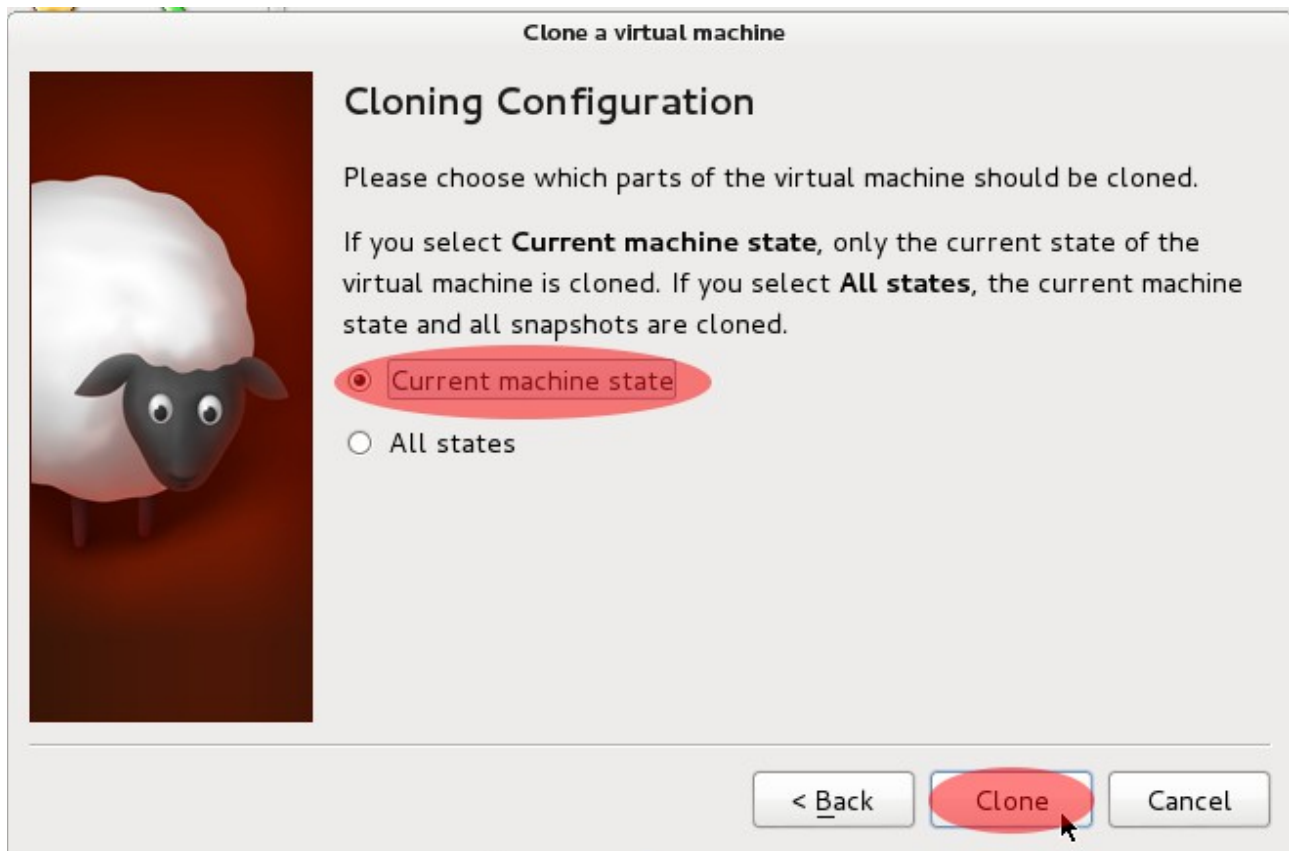 Clone a virtual machine
Cloning Configuration
Please choose which parts of the virtual machine should be cloned.
If you select Current machine state, only the current state of the
virtual machine is cloned. If you select All states, the current machine
state and all snapshots are cloned.
Current machine state
All states
< Back
Clone
Cancel